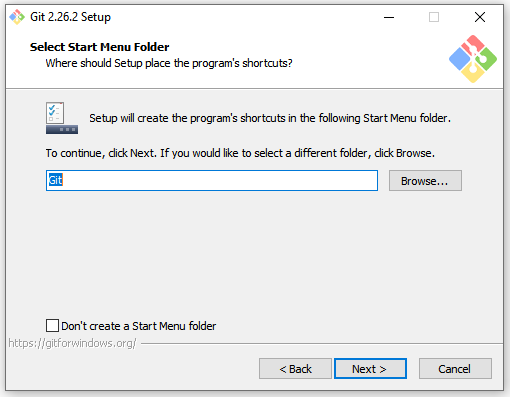 Git 2.26.2 Setup
Select Start Menu Folder
Where should Setup place the program's shortcuts?
Setup will create the program's shortcuts in the following Start Menu folder.
To continue, click Next. If you would like to select a different folder, click Browse.
Git
Browse...
Don't create a Start Menu folder
https://gitforwindows.org/
< Back
Next >
Cancel